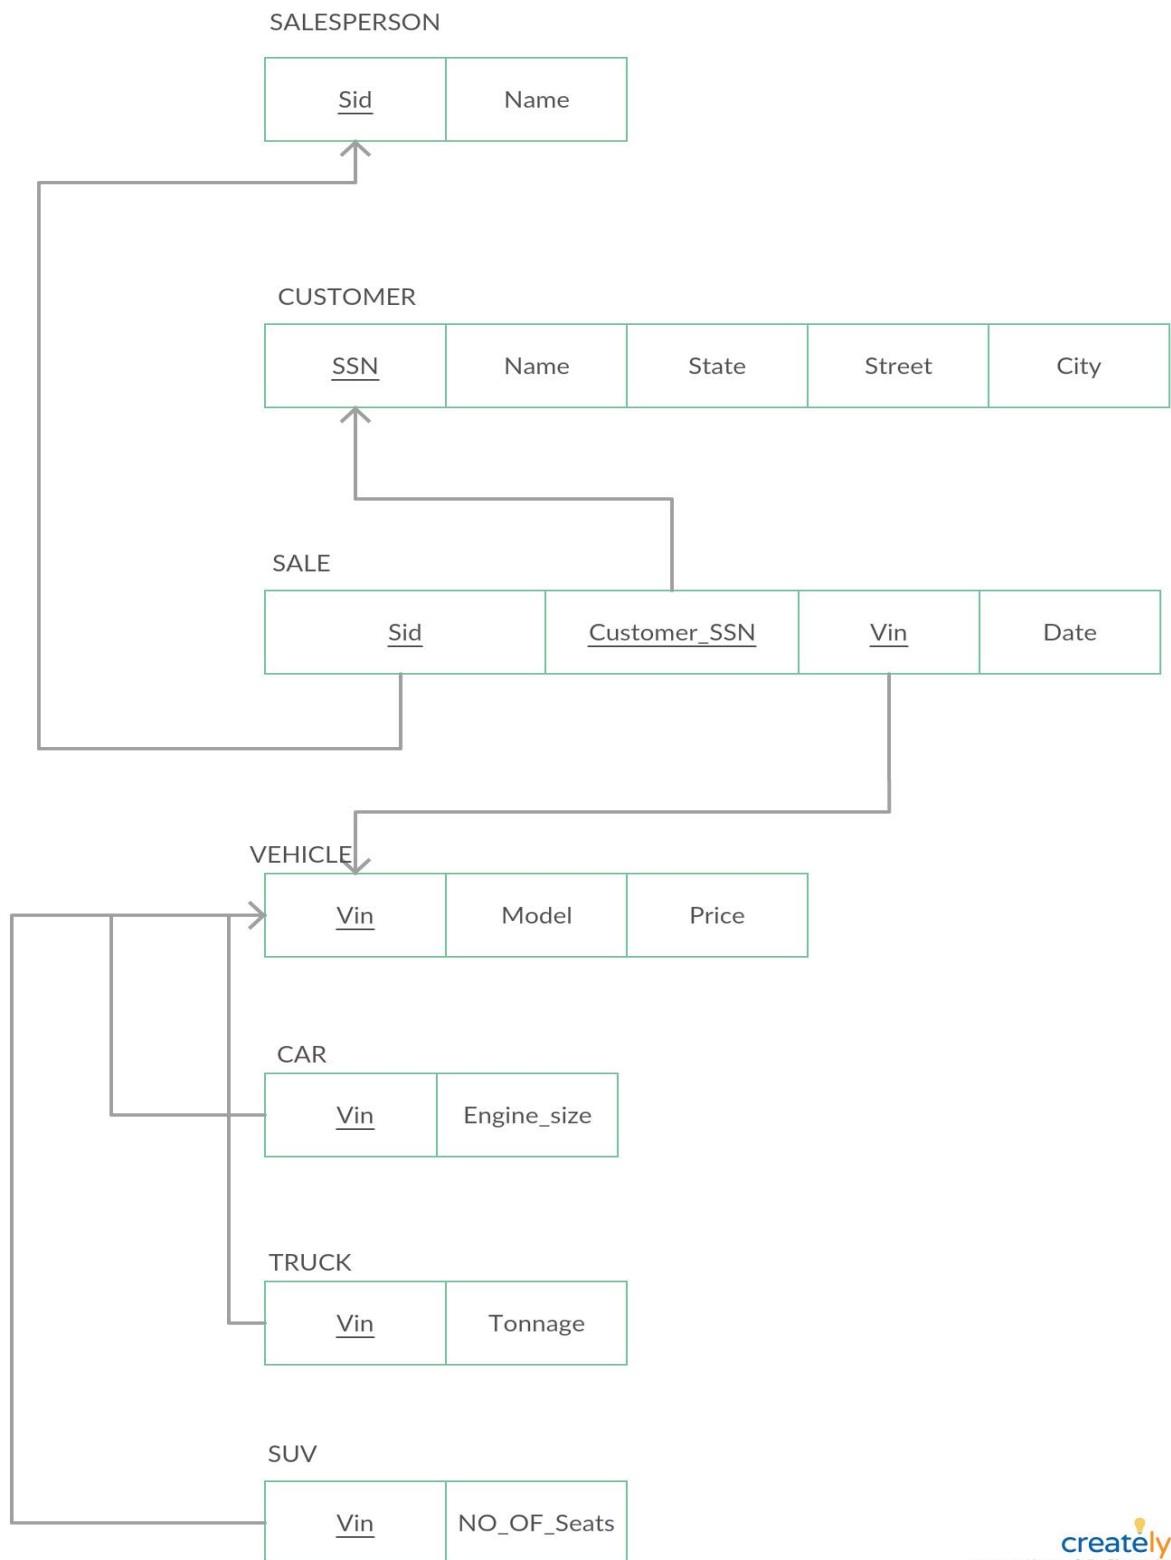 SALESPERSON
Sid Name
CUSTOMER
SSN Name State Street City
SALE
Sid Customer_SSN Vin Date
VEHICLE
Vin Model Price
CAR
Vin Engine_size
TRUCK
Vin Tonnage
SUV
Vin NO_OF_Seats
creately